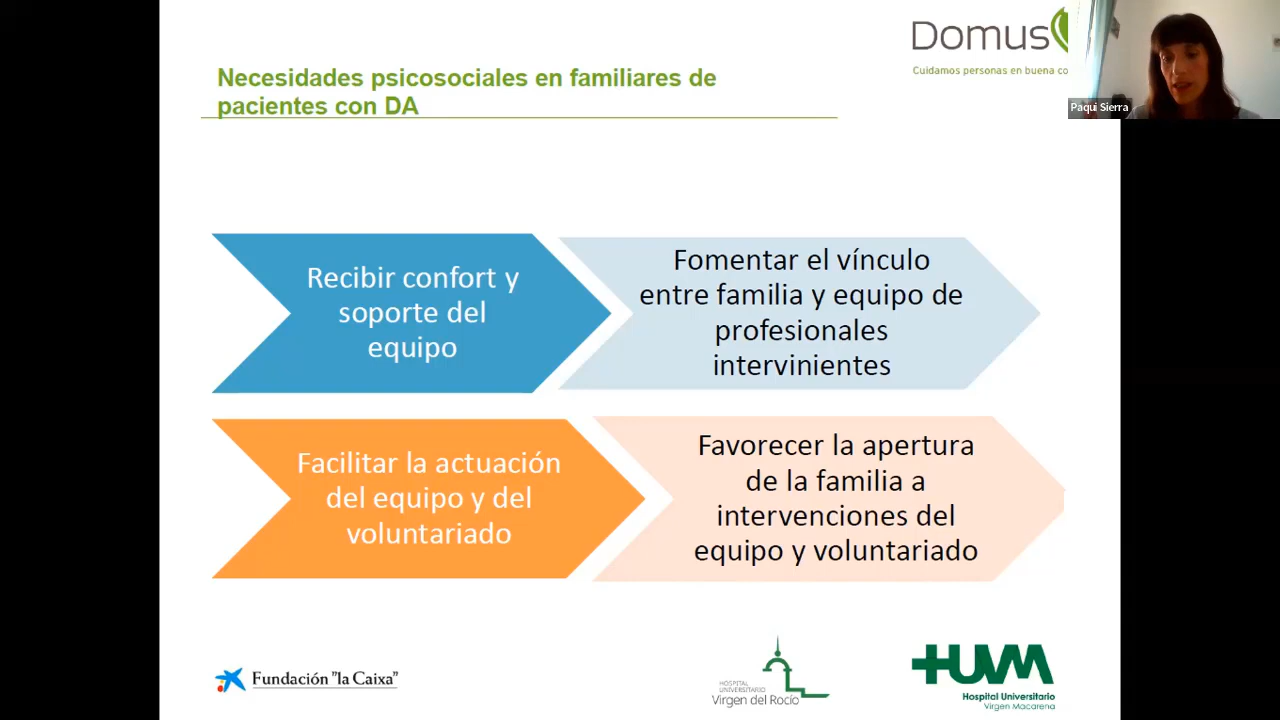 Domus
Cuidamos personas en buena co
Paqui Sierra
Necesidades psicosociales en familiares de
pacientes con DA
Recibir confort y
soporte del
equipo
Fomentar el vínculo
entre familia y equipo de
profesionales
intervinientes
Facilitar la actuación
del equipo y del
voluntariado
Favorecer la apertura
de la familia a
intervenciones del
equipo y voluntariado
Fundación "la Caixa"
HOSPITAL
UNIVERSITARIO
Virgen del Rocío
HUVM
Hospital Universitario
Virgen Macarena